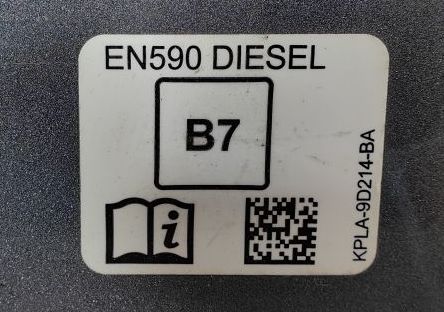 EN590 DIESEL
B7
i
KPLA-9D214-BA